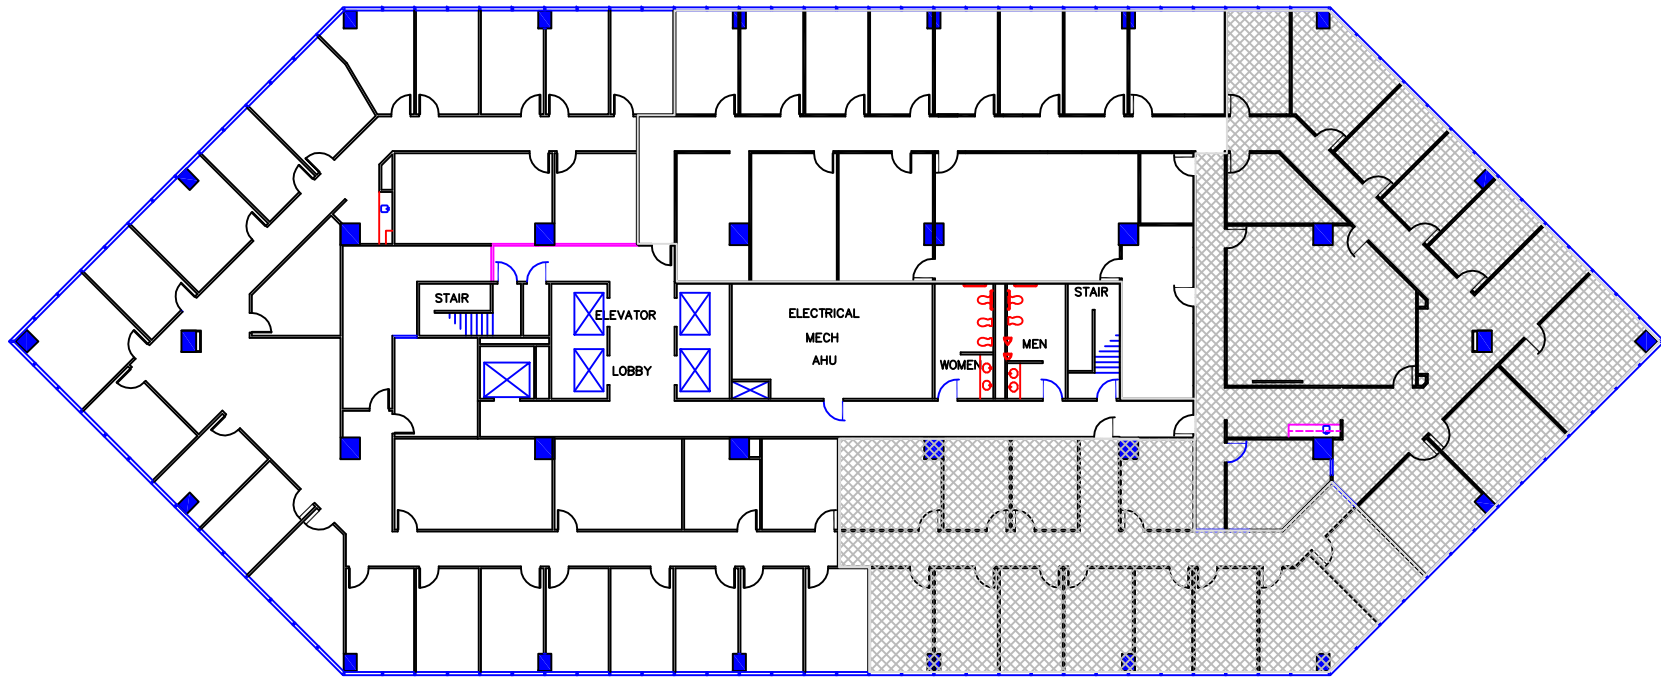 STAIR
ELEVATOR
LOBBY
ELECTRICAL
MECH
AHU
WOMEN
MEN
STAIR